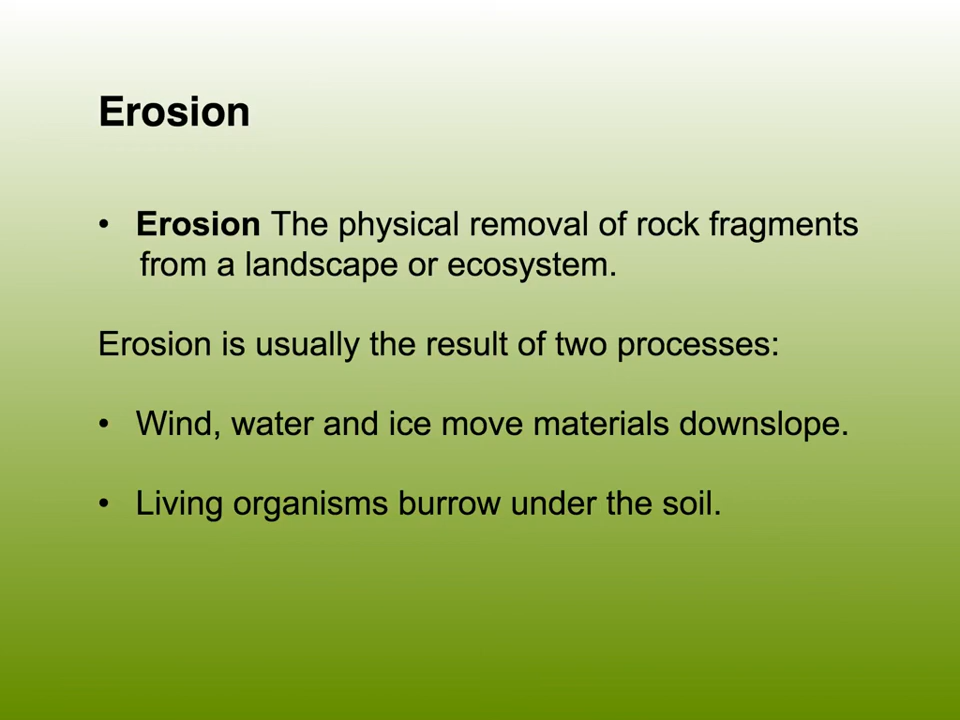 Erosion
• Erosion The physical removal of rock fragments
from a landscape or ecosystem.
Erosion is usually the result of two processes:
• Wind, water and ice move materials downslope.
• Living organisms burrow under the soil.